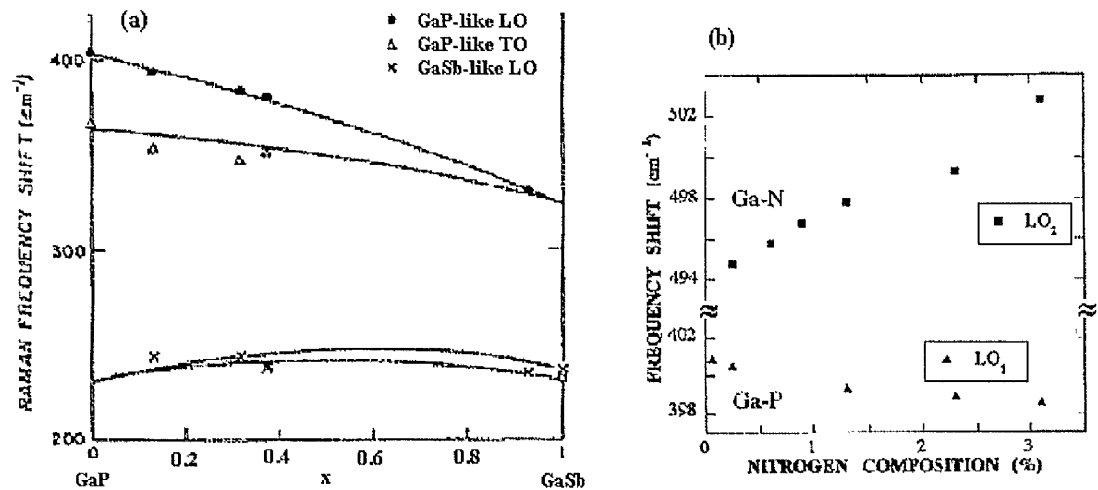 (a)
GaP-like LO
GaP-like TO
GaSb-like LO
RAMAN FREQUENCY SHIFT [cm⁻¹]
400
300
200
0
0.2
0.4
0.6
0.8
1
GaP
x
GaSb
(b)
FREQUENCY SHIFT [cm⁻¹]
502
498
494
402
398
Ga-N
LO₂
Ga-P
LO₁
0
1
2
3
NITROGEN COMPOSITION (%)